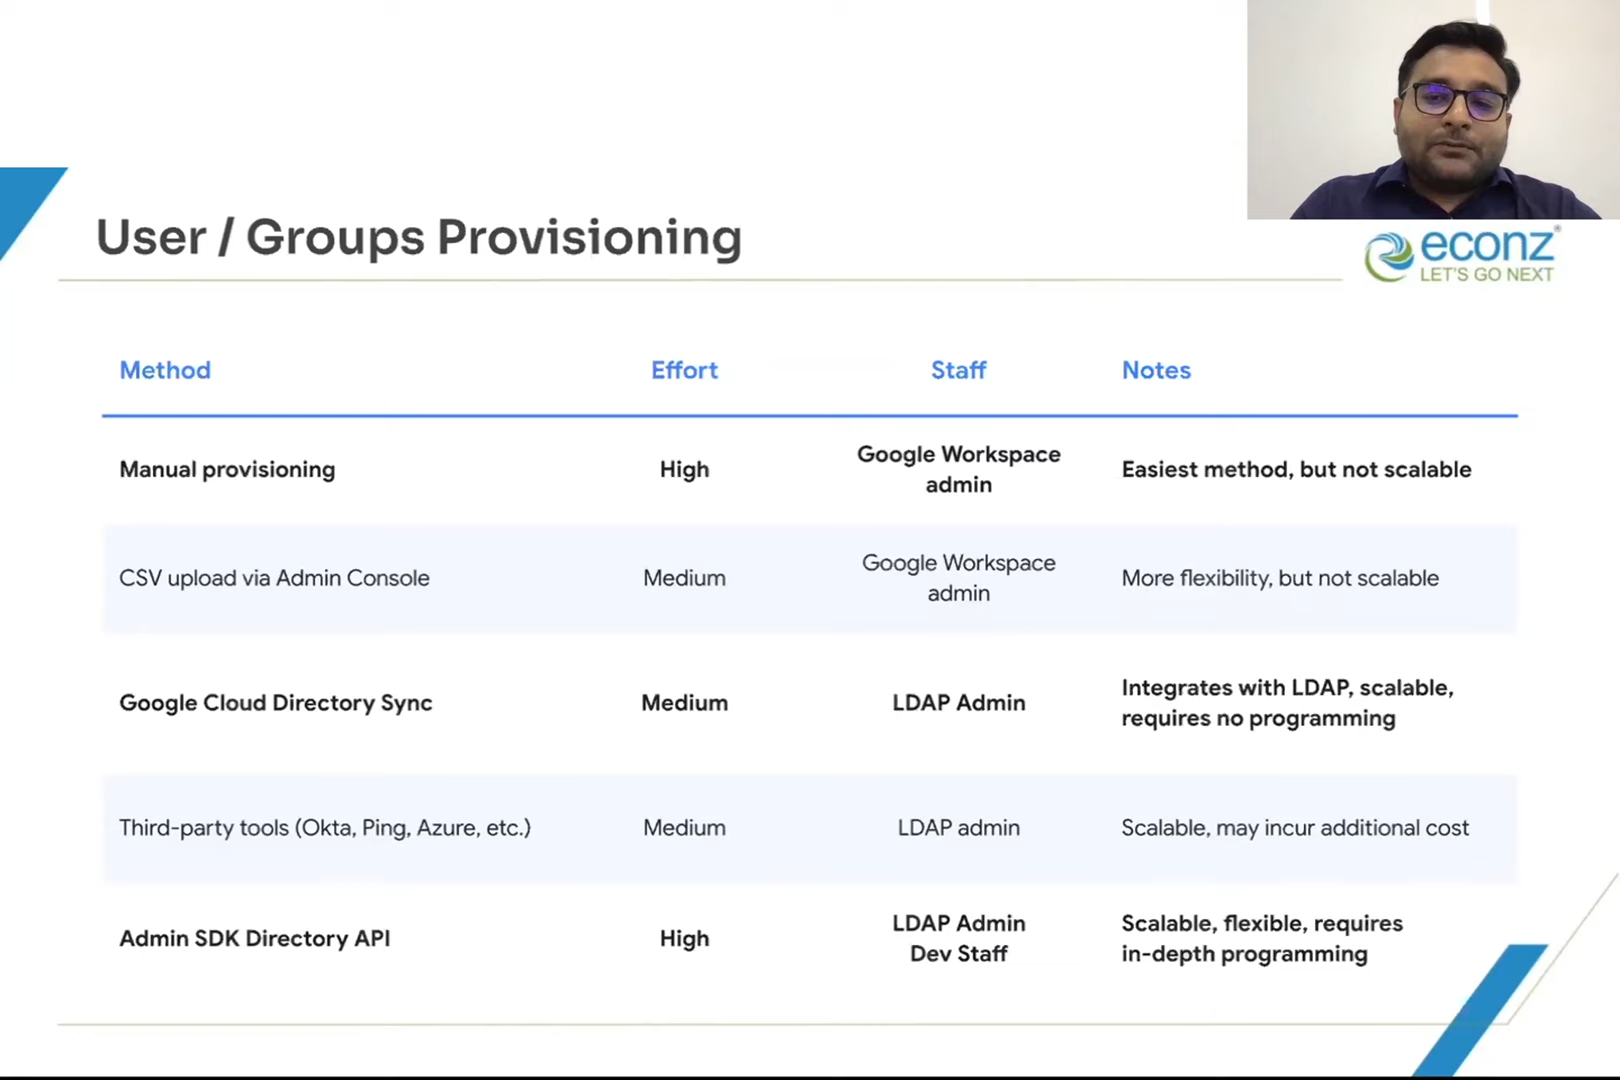 User / Groups Provisioning
econz®
LET'S GO NEXT
Method Effort Staff Notes
Manual provisioning High Google Workspace admin Easiest method, but not scalable
CSV upload via Admin Console Medium Google Workspace admin More flexibility, but not scalable
Google Cloud Directory Sync Medium LDAP Admin Integrates with LDAP, scalable, requires no programming
Third-party tools (Okta, Ping, Azure, etc.) Medium LDAP admin Scalable, may incur additional cost
Admin SDK Directory API High LDAP Admin Dev Staff Scalable, flexible, requires in-depth programming